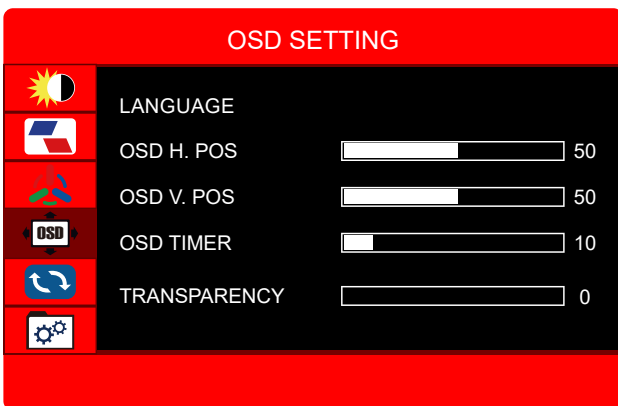 OSD SETTING
LANGUAGE
OSD H. POS 50
OSD V. POS 50
OSD
OSD TIMER 10
TRANSPARENCY 0